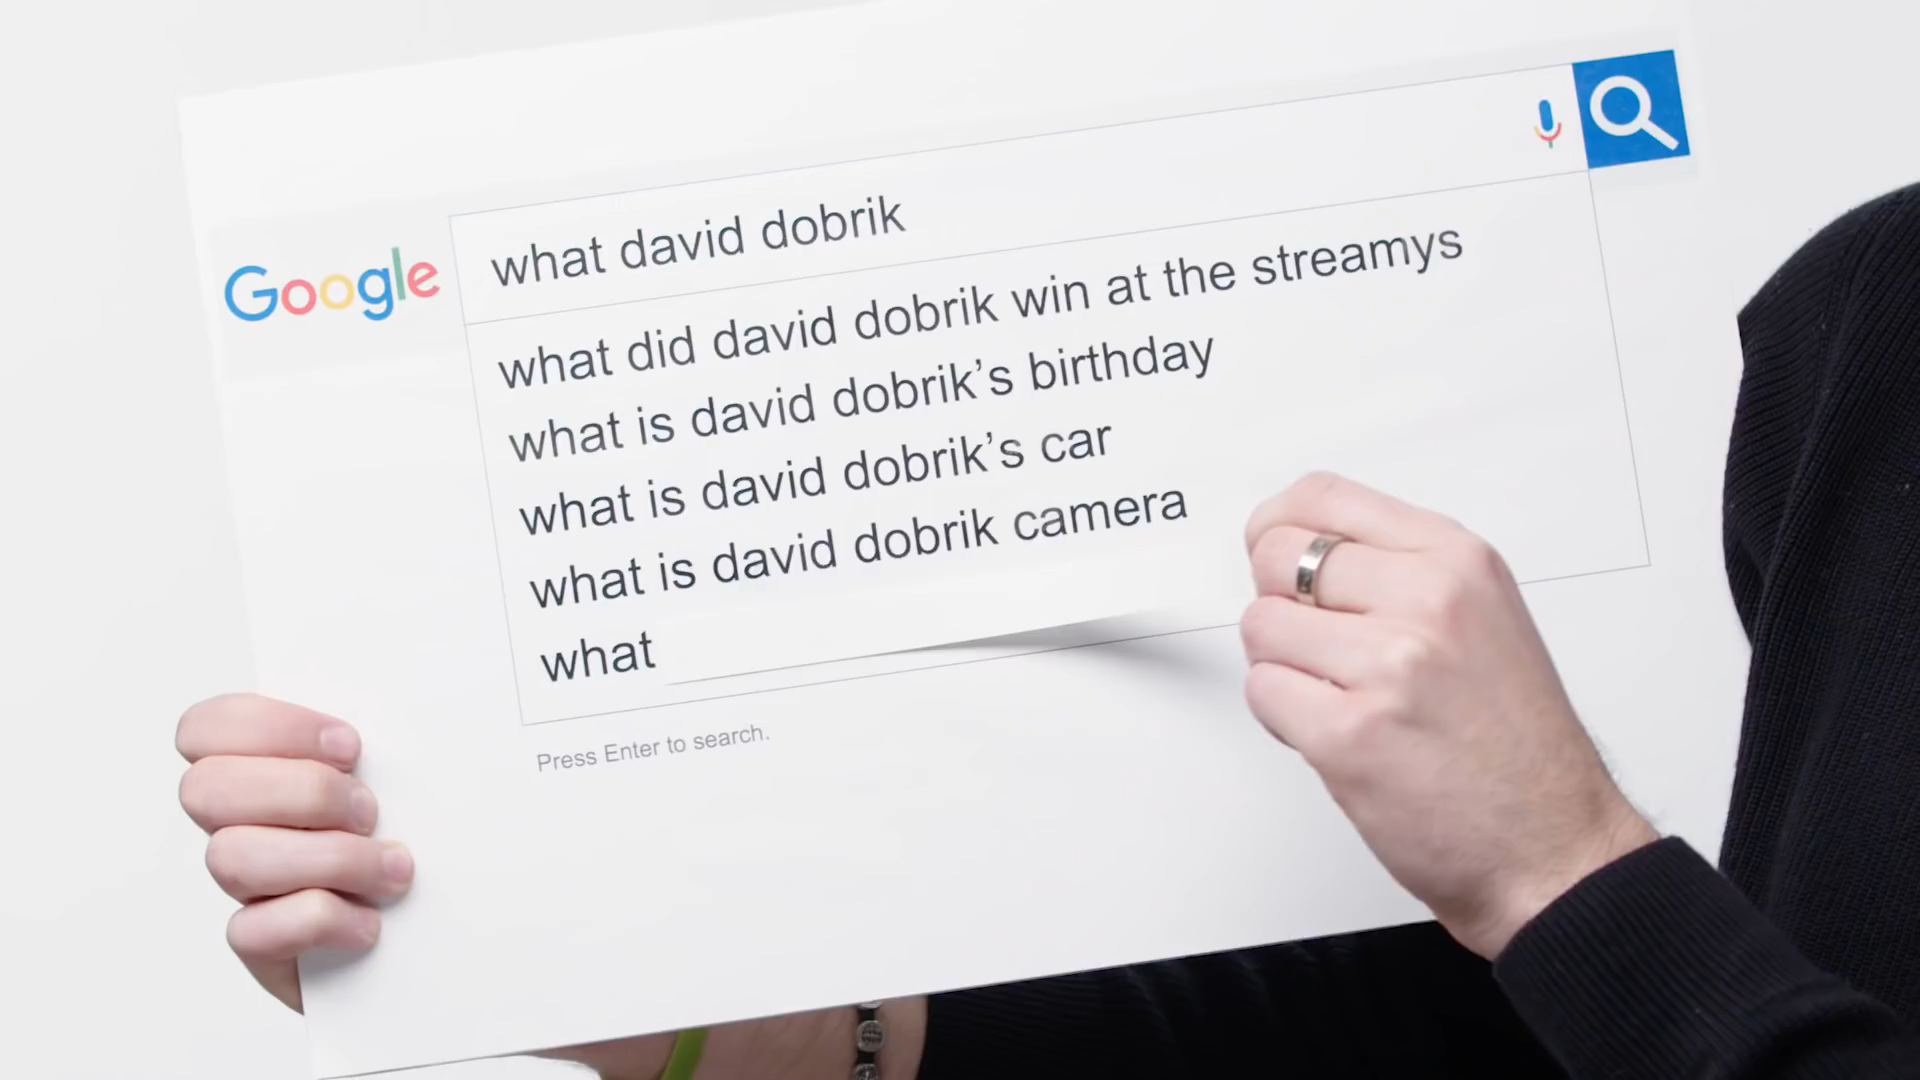 Google
what david dobrik
what did david dobrik win at the streamys
what is david dobrik's birthday
what is david dobrik's car
what is david dobrik camera
what
Press Enter to search.